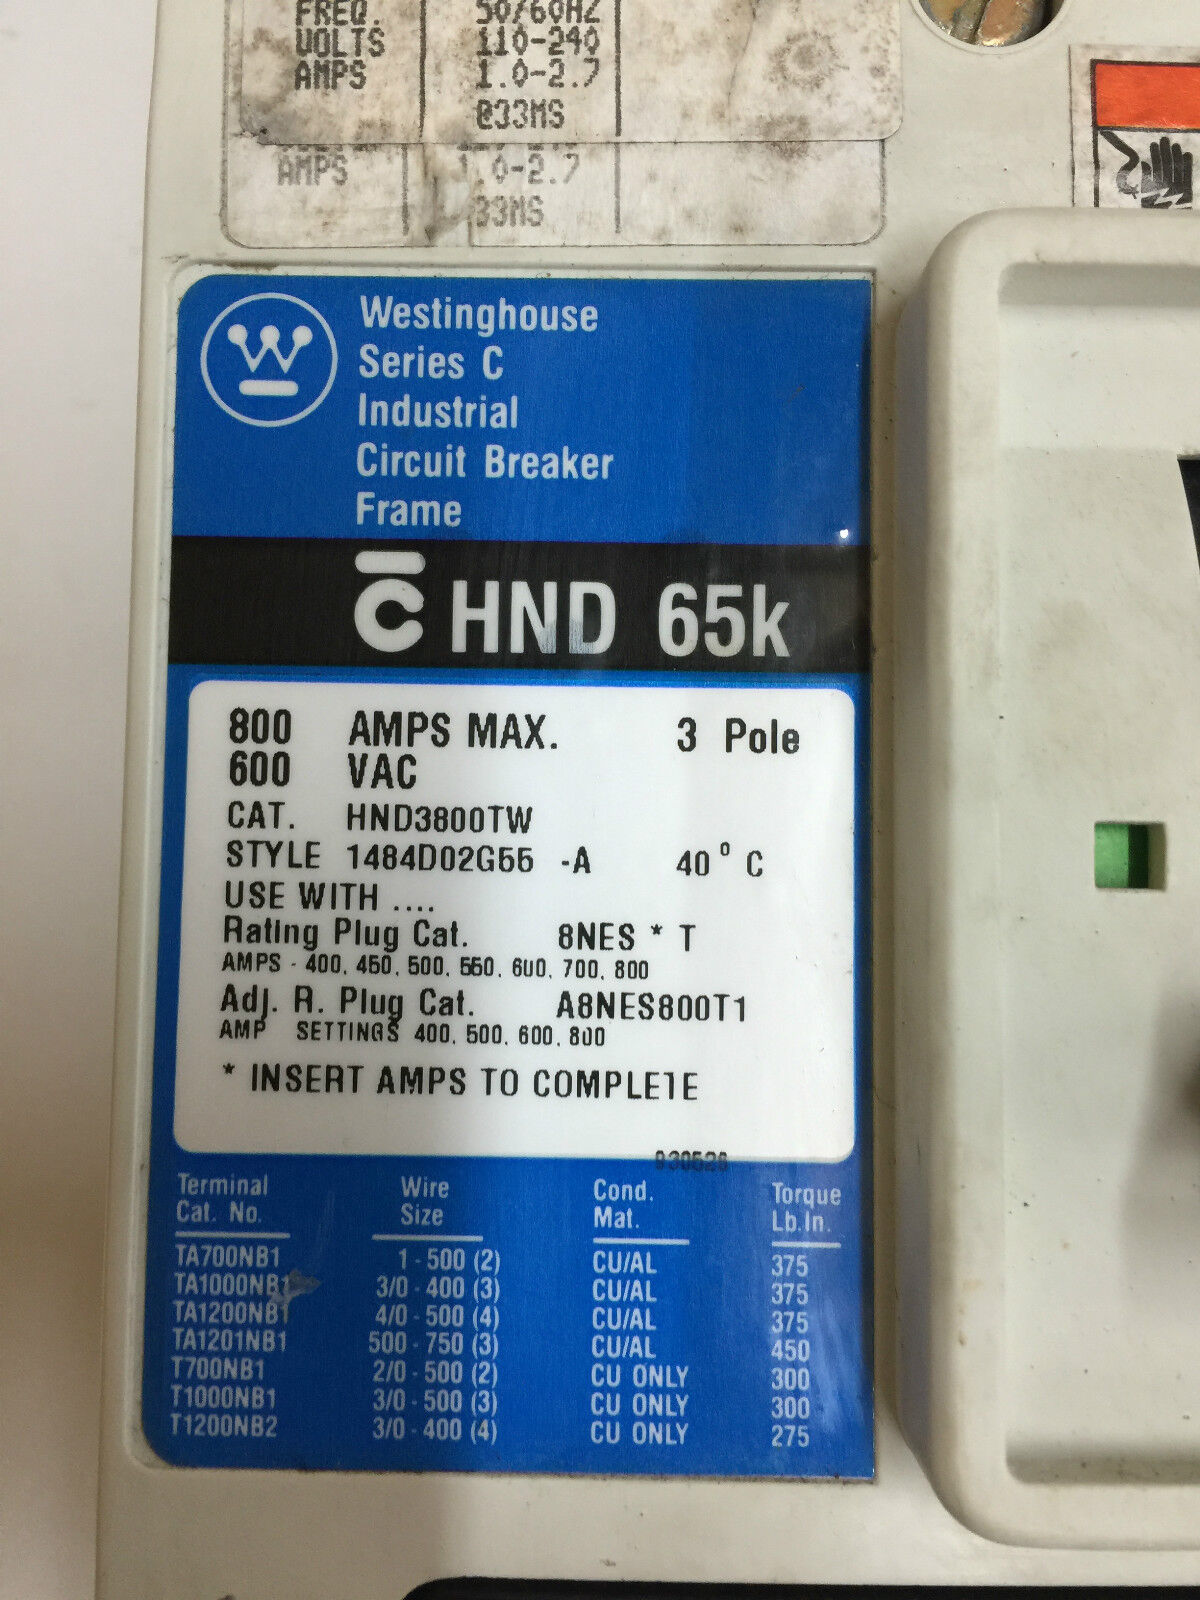 FREQ. 50/60HZ
VOLTS 110-240
AMPS 1.0-2.7
@33MS
AMPS 1.0-2.7
33MS
Westinghouse
Series C
Industrial
Circuit Breaker
Frame
C HND 65k
800 AMPS MAX. 3 Pole
600 VAC
CAT. HND3800TW
STYLE 1484D02G55 -A 40° C
USE WITH ....
Rating Plug Cat. 8NES * T
AMPS - 400, 450, 500, 550, 600, 700, 800
Adj. R. Plug Cat. A8NES800T1
AMP SETTINGS 400, 500, 600, 800
* INSERT AMPS TO COMPLETE
930528
Terminal Wire Cond. Torque
Cat. No. Size Mat. Lb.In.
TA700NB1 1 - 500 (2) CU/AL 375
TA1000NB1 3/0 - 400 (3) CU/AL 375
TA1200NB1 4/0 - 500 (4) CU/AL 375
TA1201NB1 500 - 750 (3) CU/AL 450
T700NB1 2/0 - 500 (2) CU ONLY 300
T1000NB1 3/0 - 500 (3) CU ONLY 300
T1200NB2 3/0 - 400 (4) CU ONLY 275